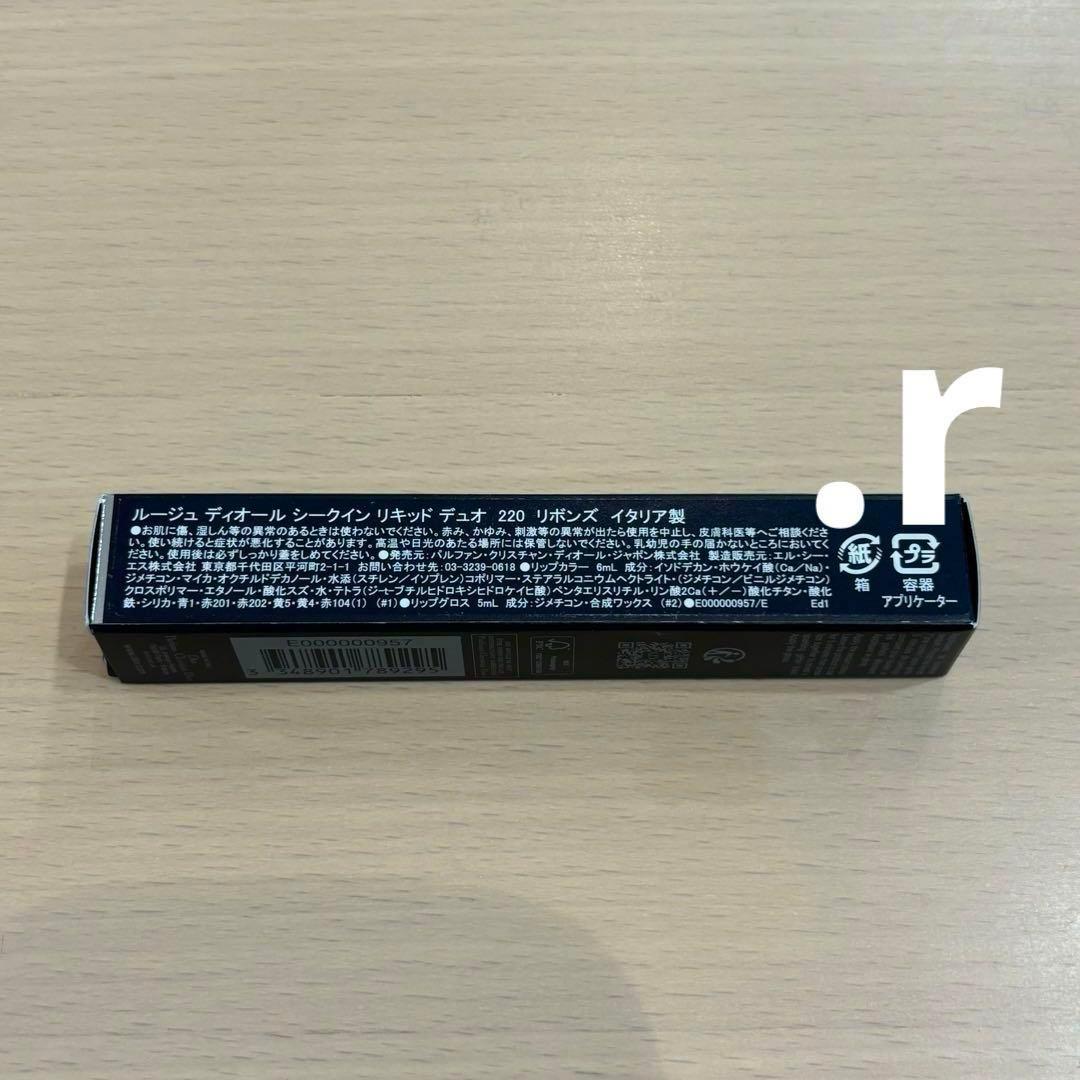 .r
ルージュ ディオール シークイン リキッド デュオ 220 リボンズ イタリア製
●お肌に傷、湿しん等の異常のあるときは使わないでください。赤み、かゆみ、刺激等の異常が出たら使用を中止し、皮膚科医等へご相談くださ
い。使い続けると症状が悪化することがあります。高温や日光のあたる場所には保管しないでください。乳幼児の手の届かないところにおいてく
ださい。使用後は必ずしっかり蓋をしめてください。●発売元:パルファン・クリスチャン・ディオール・ジャポン株式会社 製造販売元:エル・シー・
エス株式会社 東京都千代田区平河町2-1-1 お問い合わせ先:03-3239-0618 ●リップカラー 6mL 成分:イソドデカン・ホウケイ酸(Ca/Na)・
ジメチコン・マイカ・オクチルドデカノール・水添(スチレン/イソプレン)コポリマー・ステアラルコニウムヘクトライト・(ジメチコン/ビニルジメチコン)
クロスポリマー・エタノール・酸化スズ・水・テトラ(ジ-t-ブチルヒドロキシヒドロケイヒ酸)ペンタエリスリチル・リン酸2Ca(+/-)酸化チタン・酸化
鉄・シリカ・青1・赤201・赤202・黄5・黄4・赤104(1) (#1)●リップグロス 5mL 成分:ジメチコン・合成ワックス (#2)●E000000957/E Ed1
紙
箱
プラ
容器
アプリケーター
E000000957
3 348901 789295